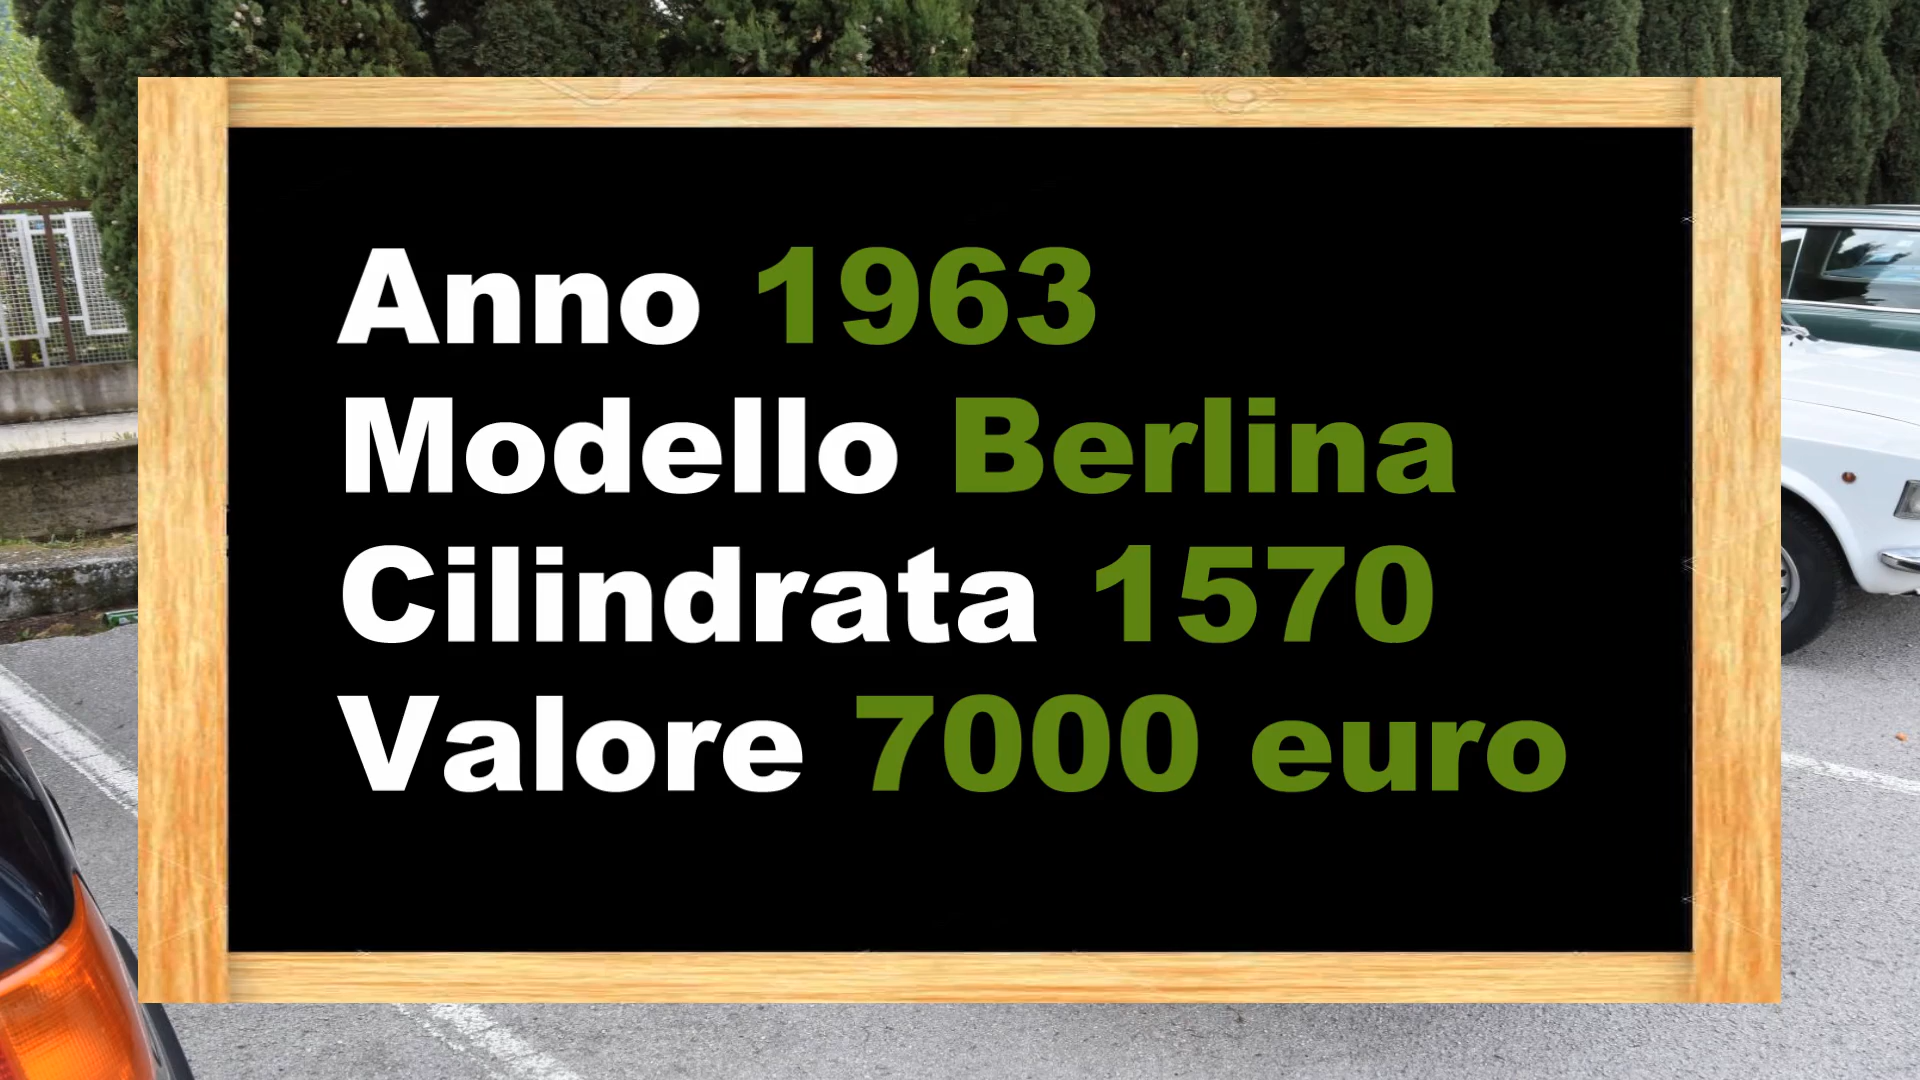 Anno 1963
Modello Berlina
Cilindrata 1570
Valore 7000 euro